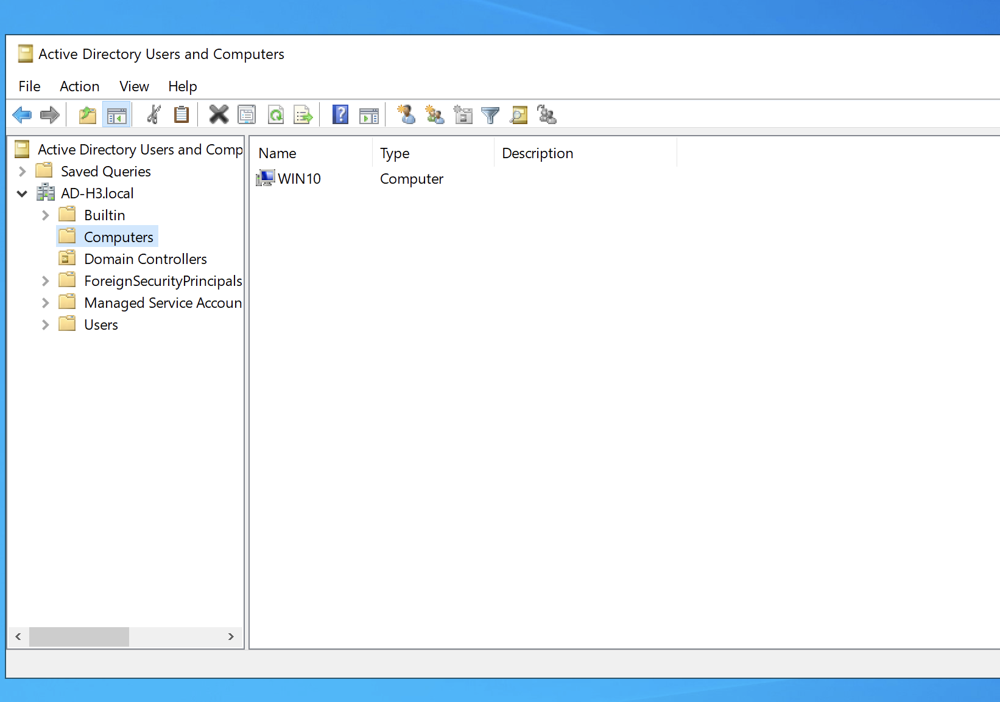 Active Directory Users and Computers
File Action View Help
Active Directory Users and Comp
Saved Queries
AD-H3.local
Builtin
Computers
Domain Controllers
ForeignSecurityPrincipals
Managed Service Accoun
Users
Name Type Description
WIN10 Computer